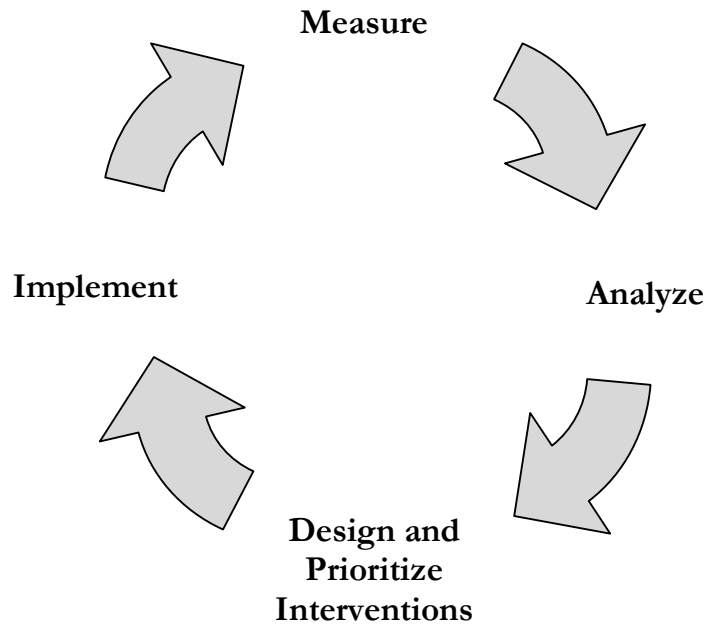 Measure
Implement
Analyze
Design and
Prioritize
Interventions